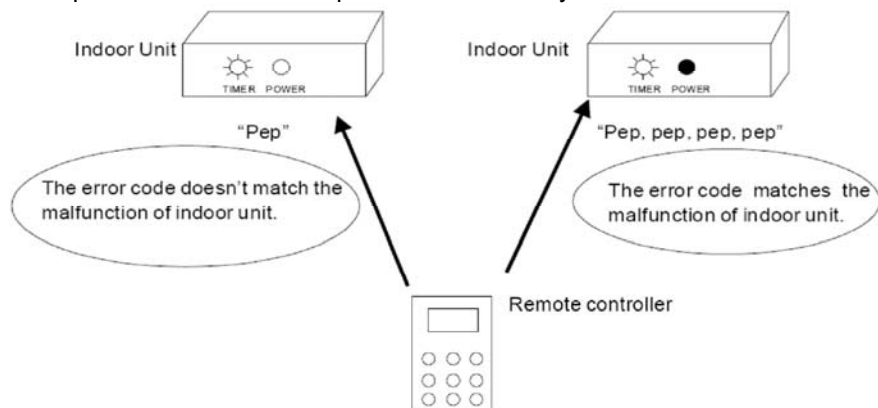 Indoor Unit
TIMER POWER
"Pep"
The error code doesn't match the
malfunction of indoor unit.
Indoor Unit
TIMER POWER
"Pep, pep, pep, pep"
The error code matches the
malfunction of indoor unit.
Remote controller